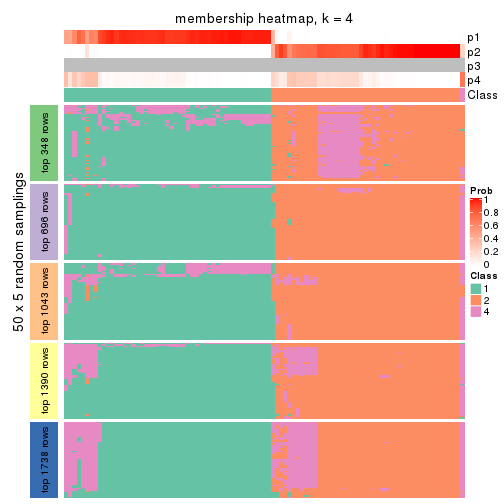 membership heatmap, k = 4
p1
p2
p3
p4
Class
50 x 5 random samplings
top 348 rows
top 696 rows
top 1043 rows
top 1390 rows
top 1738 rows
Prob
1
0.8
0.6
0.4
0.2
0
Class
1
2
4